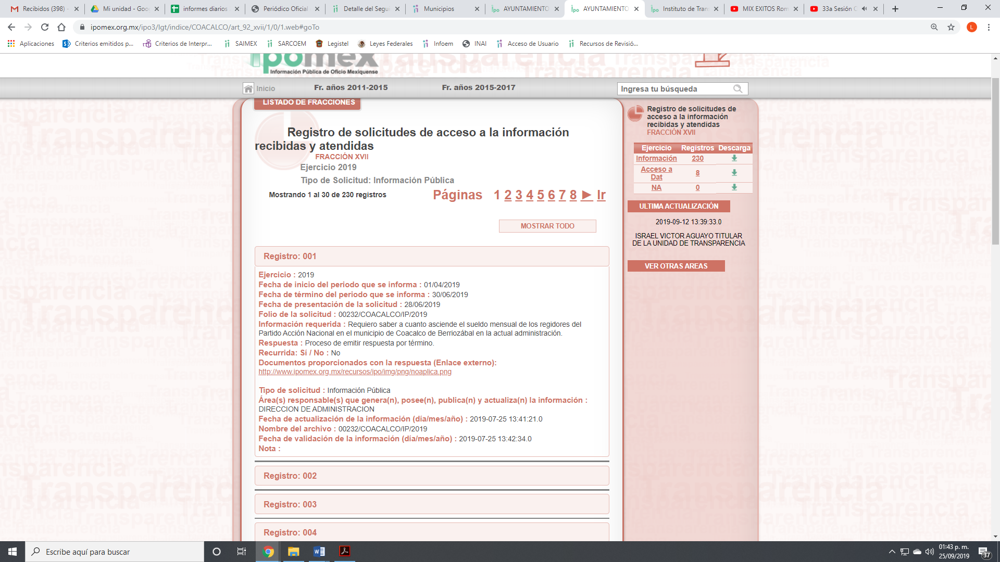 Recibidos (398) -
Mi unidad - Goo
informes diarios
Periódico Oficial
Detalle del Segui
Municipios
AYUNTAMIENTO
AYUNTAMIENTO
Instituto de Tran
MIX EXITOS Rom
33a Sesión O
ipomex.org.mx/ipo3/lgt/indice/COACALCO/art_92_xvii/1/0/1.web#goTo
L
Aplicaciones
Criterios emitidos p...
Criterios de Interpr...
SAIMEX
SARCOEM
Legistel
Leyes Federales
Infoem
INAI
Acceso de Usuario
Recursos de Revisió...
ipomex
Información Pública de Oficio Mexiquense
Inicio
Fr. años 2011-2015
Fr. años 2015-2017
Ingresa tu búsqueda
LISTADO DE FRACCIONES
Registro de solicitudes de acceso a la información
recibidas y atendidas
FRACCIÓN XVII
Ejercicio 2019
Tipo de Solicitud: Información Pública
Mostrando 1 al 30 de 230 registros
Páginas 1 2 3 4 5 6 7 8 ► Ir
MOSTRAR TODO
Registro: 001
Ejercicio : 2019
Fecha de inicio del periodo que se informa : 01/04/2019
Fecha de término del periodo que se informa : 30/06/2019
Fecha de presentación de la solicitud : 28/06/2019
Folio de la solicitud : 00232/COACALCO/IP/2019
Información requerida : Requiero saber a cuanto asciende el sueldo mensual de los regidores del
Partido Acción Nacional en el municipio de Coacalco de Berriozábal en la actual administración.
Respuesta : Proceso de emitir respuesta por término.
Recurrida: Sí / No : No
Documentos proporcionados con la respuesta (Enlace externo):
http://www.ipomex.org.mx/recursos/ipo/img/png/noaplica.png
Tipo de solicitud : Información Pública
Área(s) responsable(s) que genera(n), posee(n), publica(n) y actualiza(n) la información :
DIRECCION DE ADMINISTRACION
Fecha de actualización de la información (día/mes/año) : 2019-07-25 13:41:21.0
Nombre del archivo : 00232/COACALCO/IP/2019
Fecha de validación de la información (día/mes/año) : 2019-07-25 13:42:34.0
Nota :
Registro: 002
Registro: 003
Registro: 004
Registro de solicitudes de
acceso a la información
recibidas y atendidas
FRACCIÓN XVII
Ejercicio Registros Descarga
Información 230
Acceso a
Dat 8
NA 0
ULTIMA ACTUALIZACIÓN
2019-09-12 13:39:33.0
ISRAEL VICTOR AGUAYO TITULAR
DE LA UNIDAD DE TRANSPARENCIA
VER OTRAS AREAS
Escribe aquí para buscar
01:43 p. m.
25/09/2019
37